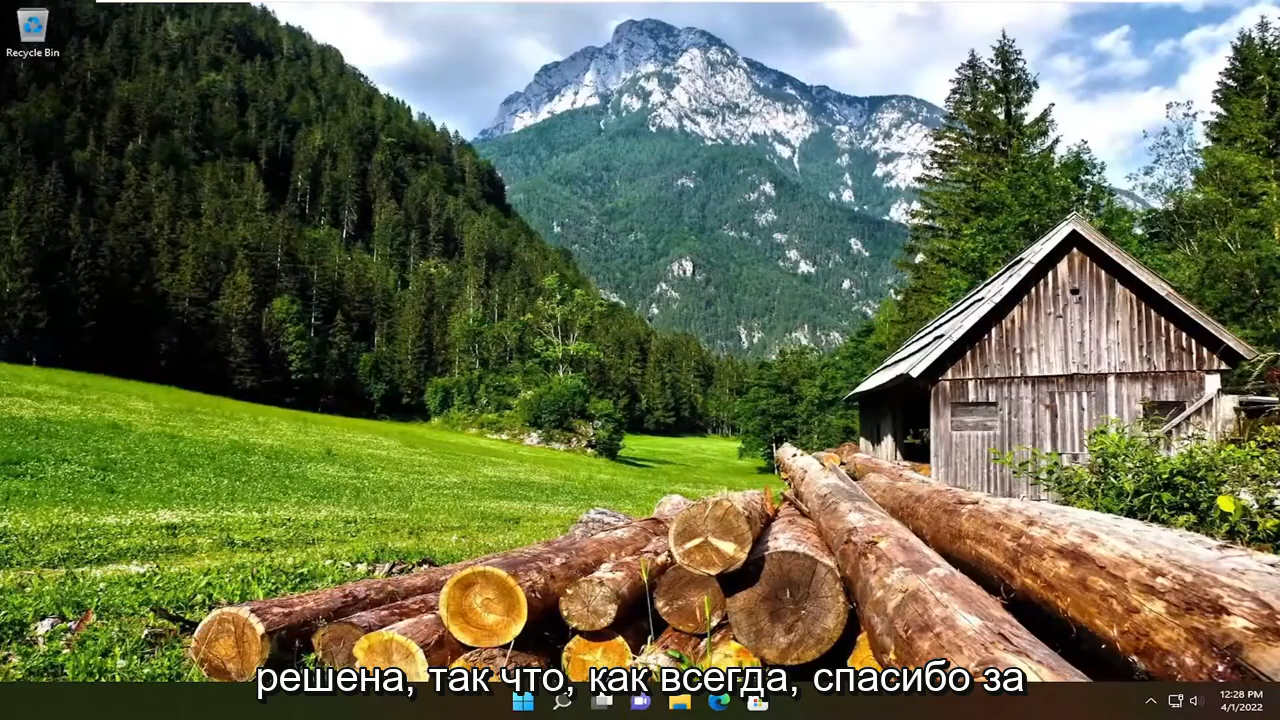 Recycle Bin
решена, так что, как всегда, спасибо за
12:28 PM
4/1/2022